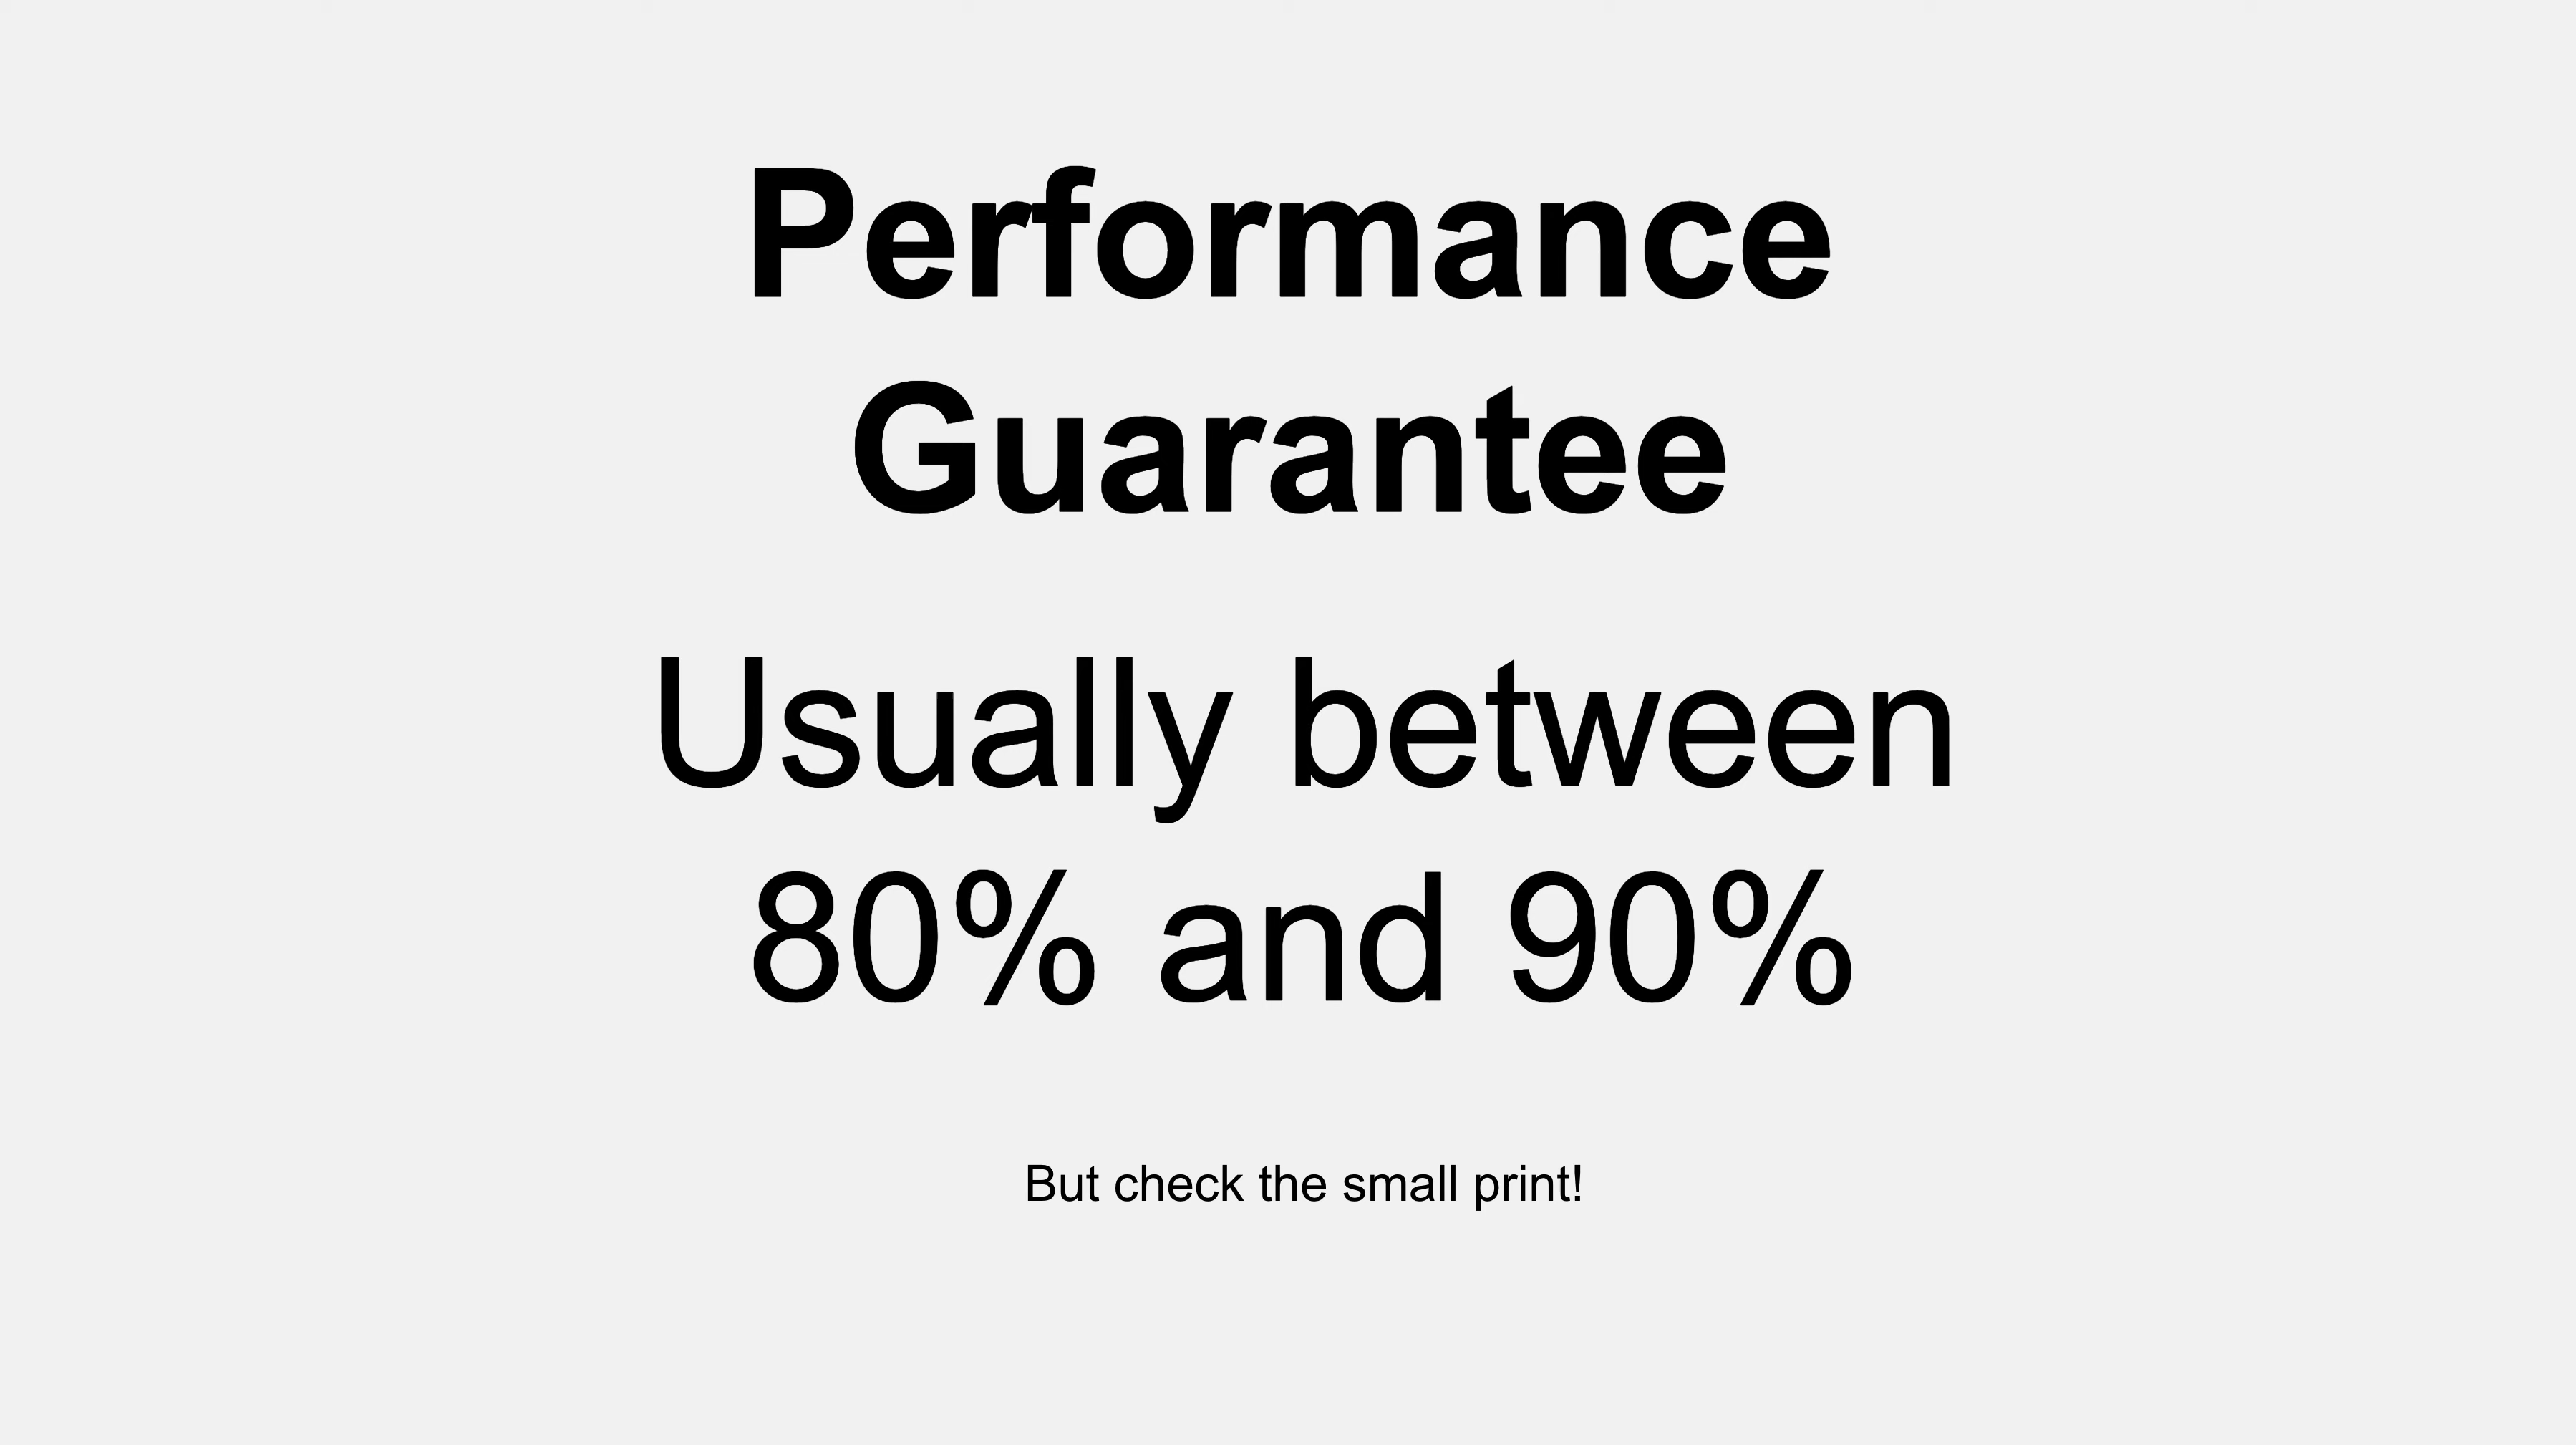 Performance
Guarantee
Usually between
80% and 90%
But check the small print!